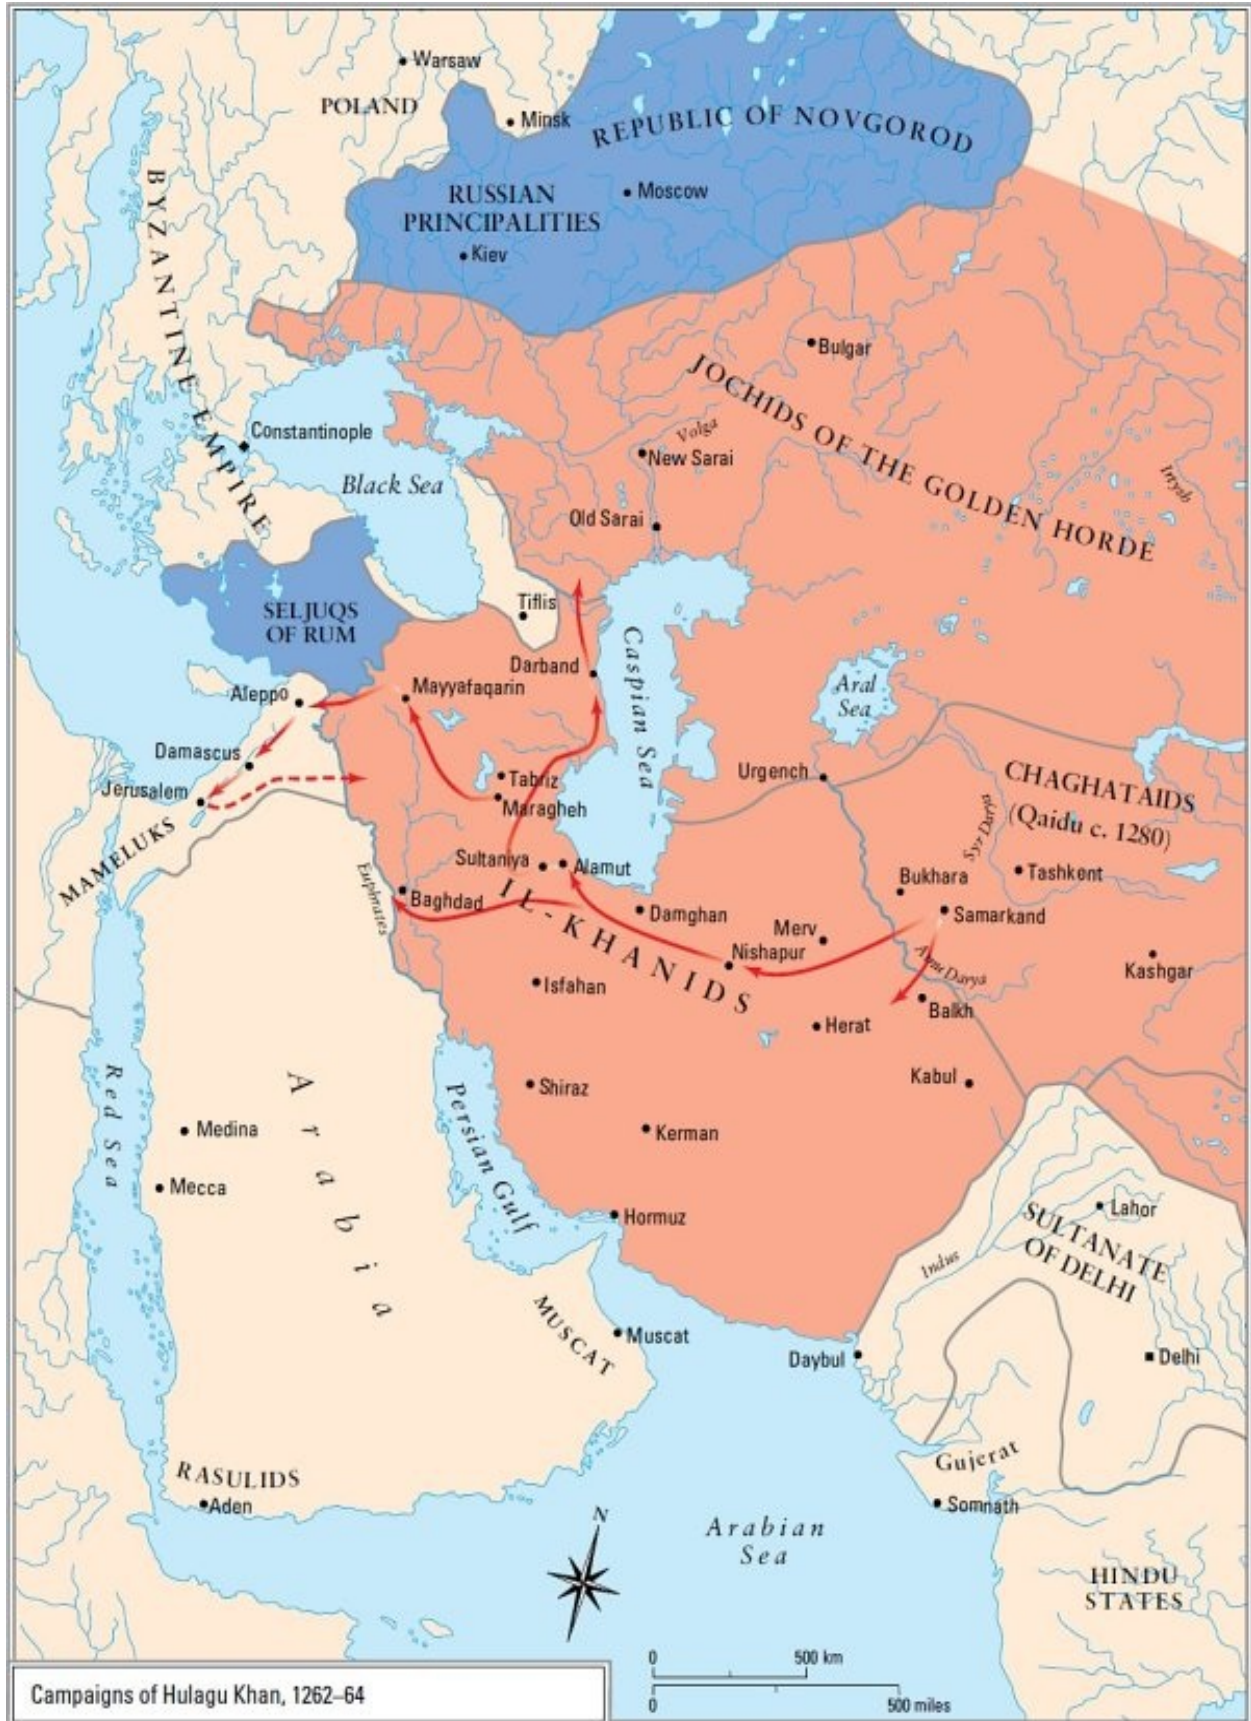 Warsaw
POLAND
Minsk
REPUBLIC OF NOVGOROD
RUSSIAN
PRINCIPALITIES
Moscow
Kiev
BYZANTINE EMPIRE
Bulgar
JOCHIDS OF THE GOLDEN HORDE
Constantinople
Volga
New Sarai
Irtysh
Black Sea
Old Sarai
SELJUQS
OF RUM
Tiflis
Darband
Caspian Sea
Aral
Sea
Aleppo
Mayyafaqarin
Damascus
Jerusalem
Tabriz
Maragheh
Urgench
CHAGHATAIDS
(Qaidu c. 1280)
Syr Darya
MAMELUKS
Sultaniya
Alamut
Tashkent
Bukhara
Euphrates
Baghdad
IL-KHANIDS
Damghan
Merv
Samarkand
Nishapur
Amu Darya
Kashgar
Isfahan
Balkh
Herat
Red Sea
Arabia
Persian Gulf
Shiraz
Kabul
Medina
Kerman
Mecca
Hormuz
Lahor
SULTANATE
OF DELHI
Indus
MUSCAT
Muscat
Daybul
Delhi
Gujerat
RASULIDS
Aden
Somnath
N
Arabian
Sea
HINDU
STATES
0 500 km
0 500 miles
Campaigns of Hulagu Khan, 1262–64